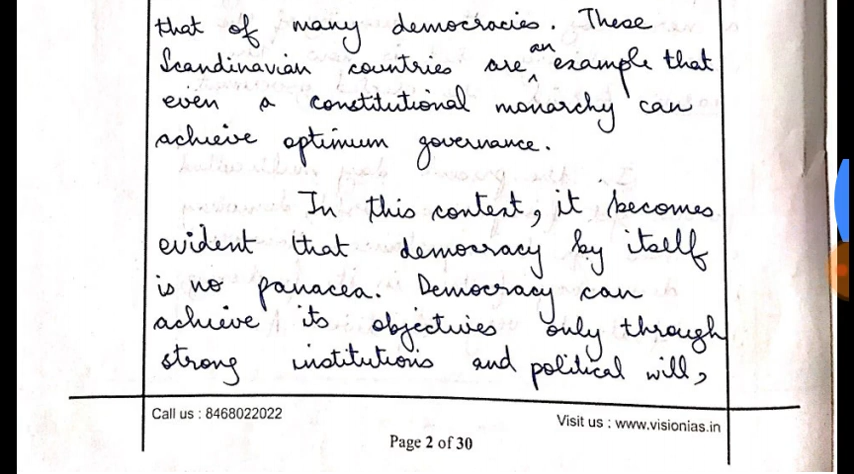 that of many democracies. These
Scandinavian countries are an example that
even a constitutional monarchy can
achieve optimum governance.
In this context, it becomes
evident that democracy by itself
is no panacea. Democracy can
achieve its objectives only through
strong institutions and political will,
Call us : 8468022022
Visit us : www.visionias.in
Page 2 of 30